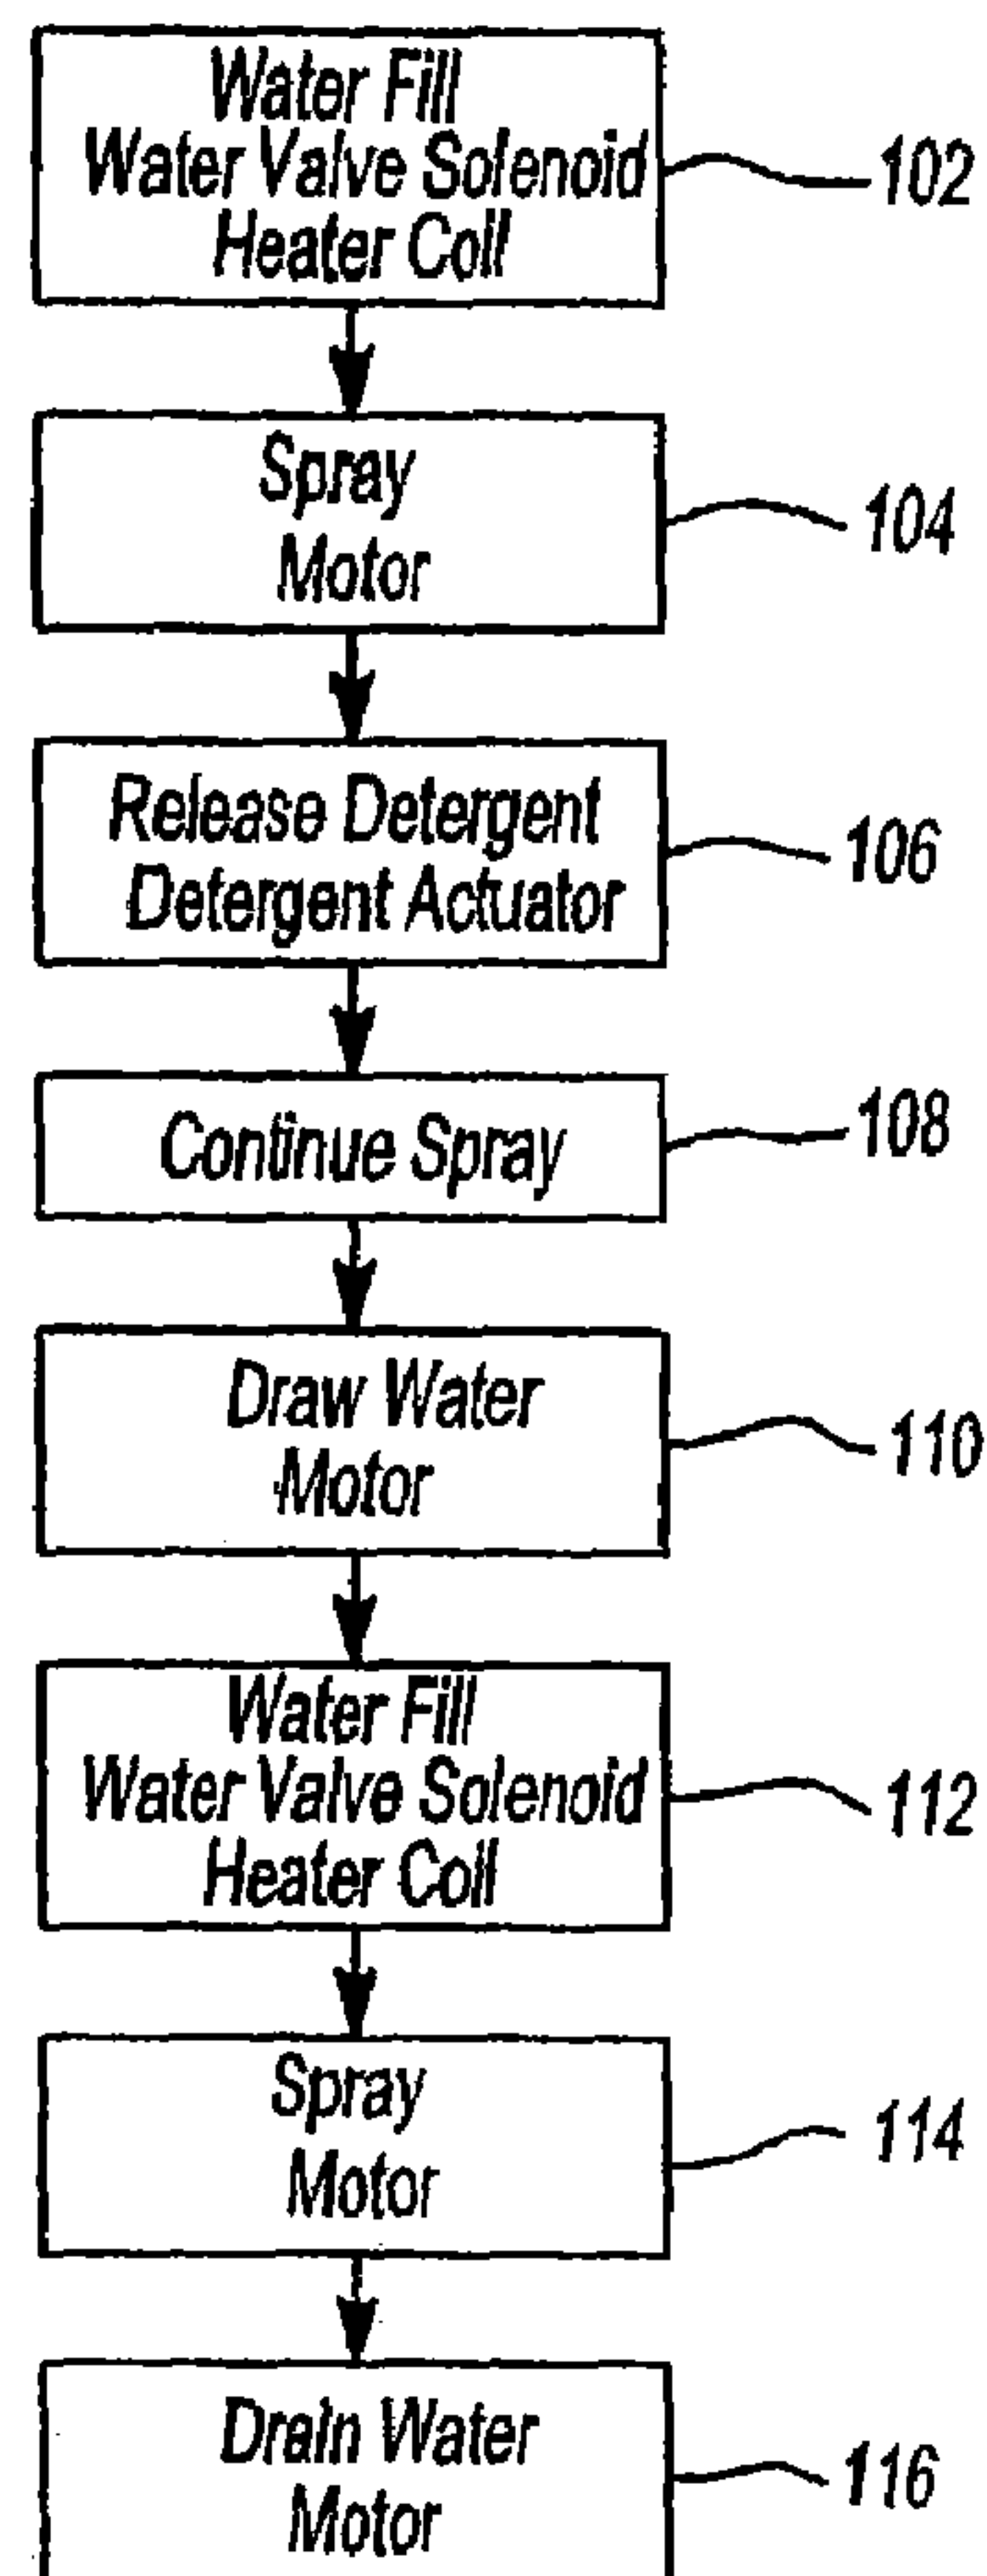 Water Fill
Water Valve Solenoid
Heater Coil
102
Spray
Motor
104
Release Detergent
Detergent Actuator
106
Continue Spray
108
Draw Water
Motor
110
Water Fill
Water Valve Solenoid
Heater Coil
112
Spray
Motor
114
Drain Water
Motor
116